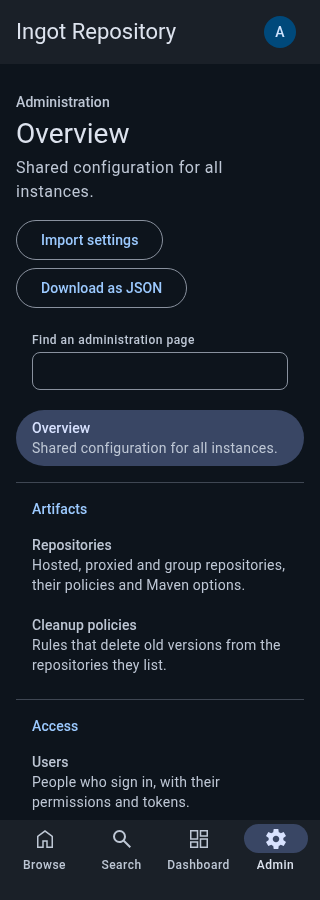 Ingot Repository
A
Administration
Overview
Shared configuration for all
instances.
Import settings
Download as JSON
Find an administration page
Overview
Shared configuration for all instances.
Artifacts
Repositories
Hosted, proxied and group repositories,
their policies and Maven options.
Cleanup policies
Rules that delete old versions from the
repositories they list.
Access
Users
People who sign in, with their
permissions and tokens.
Browse
Search
Dashboard
Admin